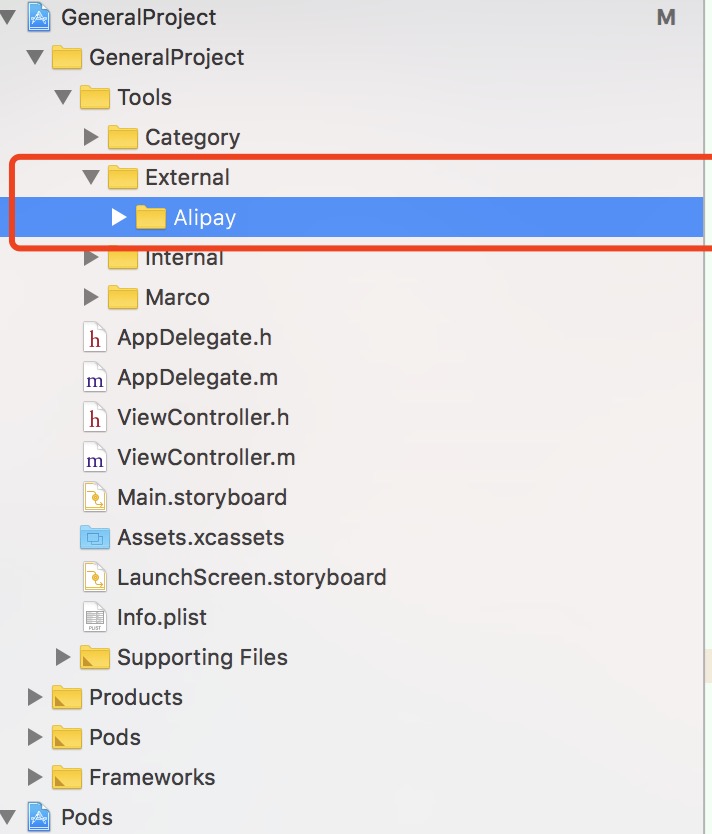 GeneralProject M
GeneralProject
Tools
Category
External
Alipay
Internal
Marco
h AppDelegate.h
m AppDelegate.m
h ViewController.h
m ViewController.m
Main.storyboard
Assets.xcassets
LaunchScreen.storyboard
PLIST Info.plist
Supporting Files
Products
Pods
Frameworks
Pods